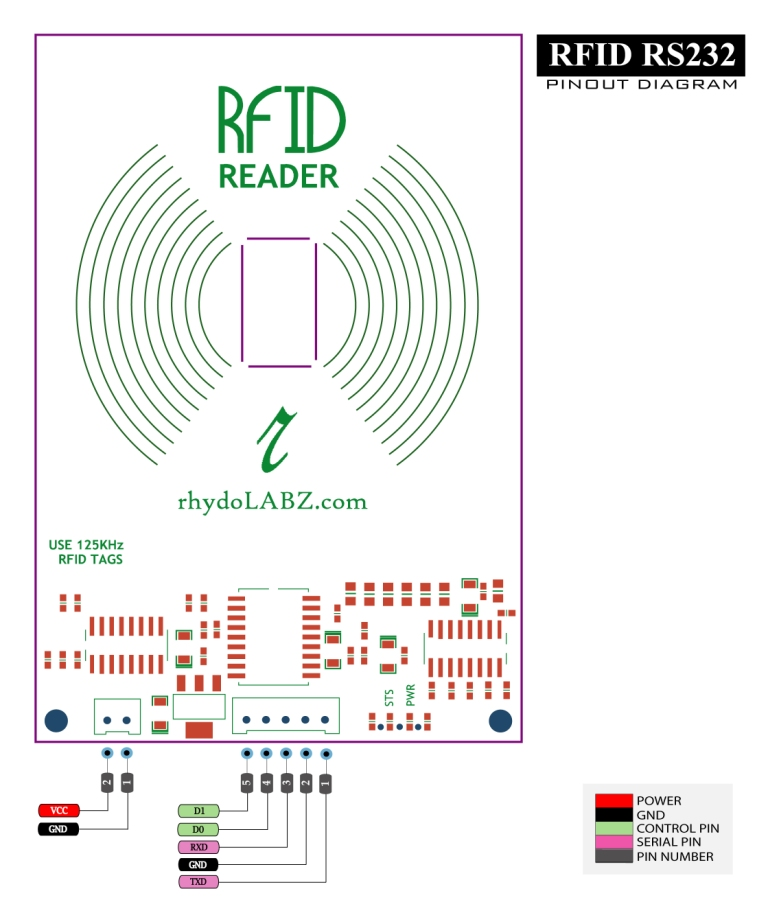 RFID RS232
PINOUT DIAGRAM
RFID
READER
rhydoLABZ.com
USE 125KHz
RFID TAGS
STS
PWR
2
1
5
4
3
2
1
VCC
GND
D1
D0
RXD
GND
TXD
POWER
GND
CONTROL PIN
SERIAL PIN
PIN NUMBER